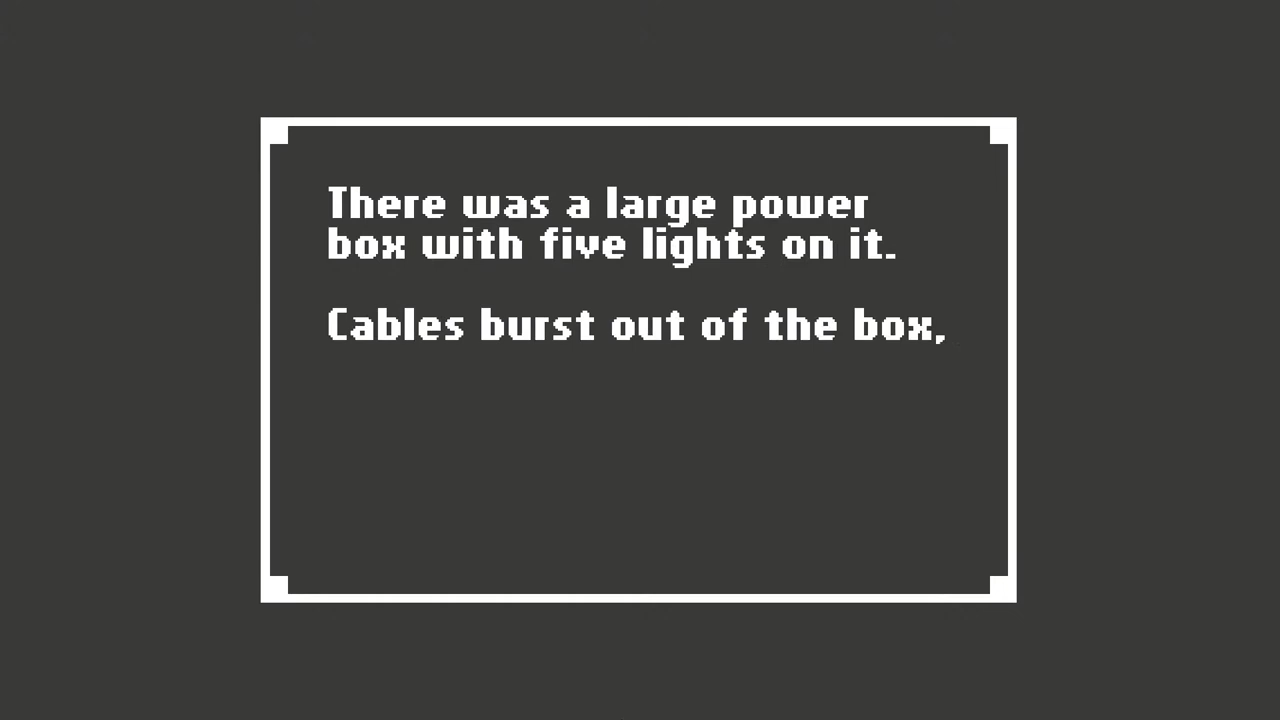 There was a large power
box with five lights on it.
Cables burst out of the box,